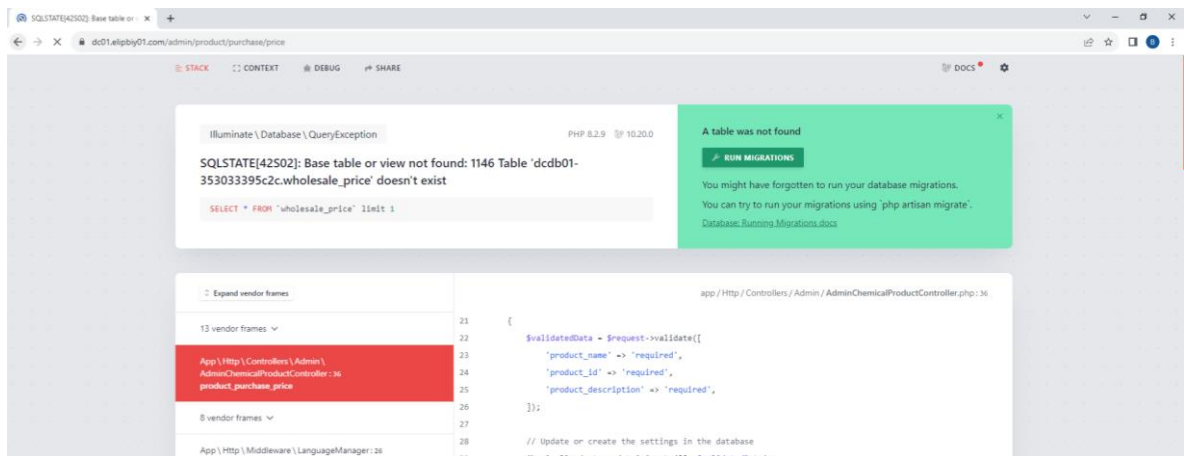 SQLSTATE[42S02]: Base table or
dc01.elipbiy01.com/admin/product/purchase/price
B
STACK CONTEXT DEBUG SHARE DOCS
Illuminate \ Database \ QueryException PHP 8.2.9 10.20.0
SQLSTATE[42S02]: Base table or view not found: 1146 Table 'dcdb01-
353033395c2c.wholesale_price' doesn't exist
SELECT * FROM `wholesale_price` limit 1
A table was not found
RUN MIGRATIONS
You might have forgotten to run your database migrations.
You can try to run your migrations using `php artisan migrate`.
Database: Running Migrations docs
Expand vendor frames
13 vendor frames
App \ Http \ Controllers \ Admin \
AdminChemicalProductController : 36
product_purchase_price
8 vendor frames
App \ Http \ Middleware \ LanguageManager : 26
app / Http / Controllers / Admin / AdminChemicalProductController.php : 36
21 {
22 $validatedData = $request->validate([
23 'product_name' => 'required',
24 'product_id' => 'required',
25 'product_description' => 'required',
26 ]);
27
28 // Update or create the settings in the database